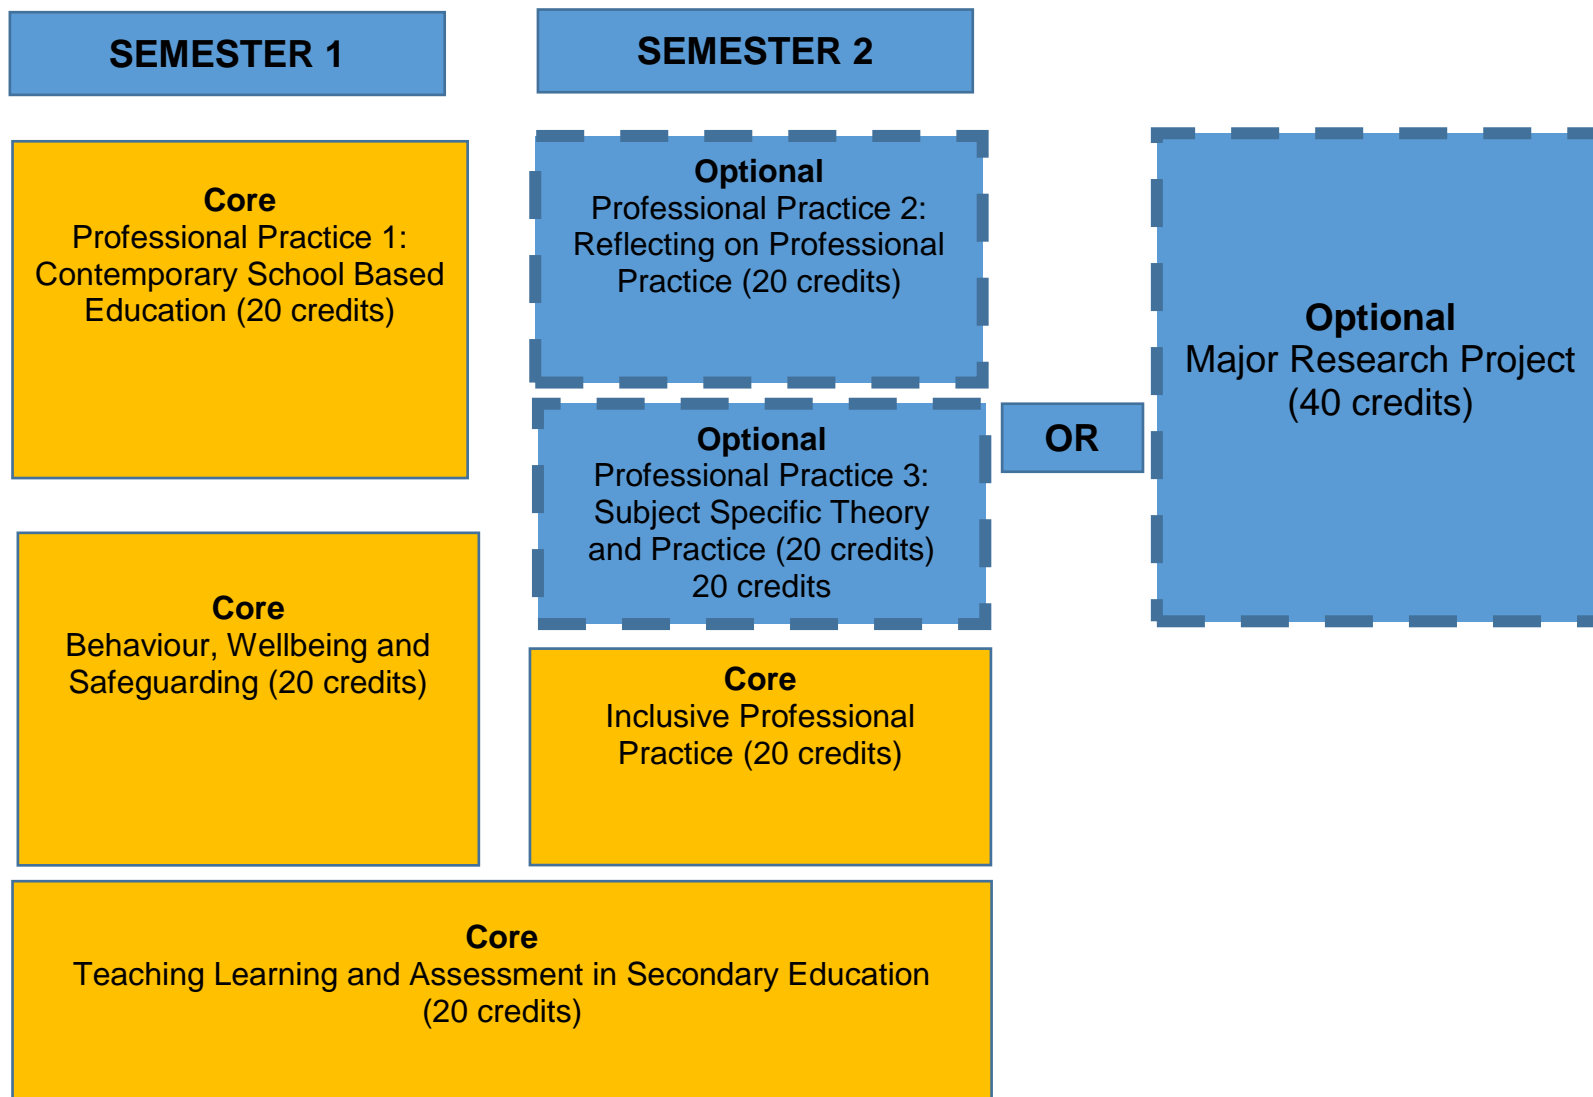 SEMESTER 1
SEMESTER 2
Core
Professional Practice 1:
Contemporary School Based
Education (20 credits)
Optional
Professional Practice 2:
Reflecting on Professional
Practice (20 credits)
Optional
Professional Practice 3:
Subject Specific Theory
and Practice (20 credits)
20 credits
OR
Optional
Major Research Project
(40 credits)
Core
Behaviour, Wellbeing and
Safeguarding (20 credits)
Core
Inclusive Professional
Practice (20 credits)
Core
Teaching Learning and Assessment in Secondary Education
(20 credits)